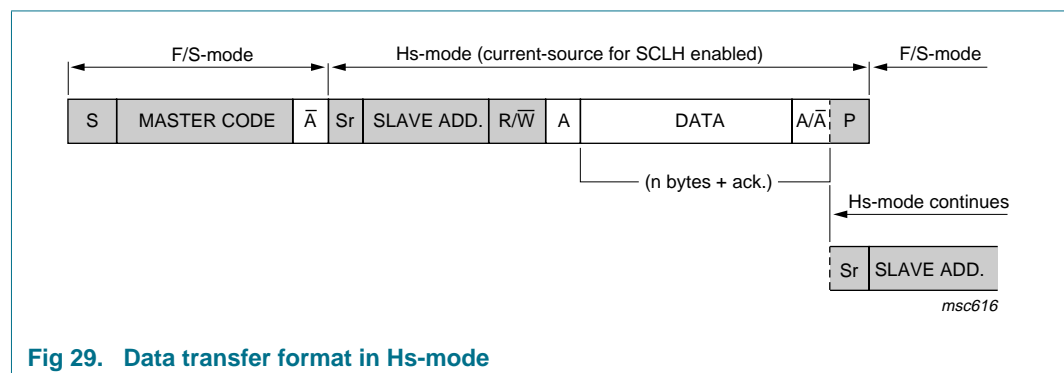 F/S-mode Hs-mode (current-source for SCLH enabled) F/S-mode
S MASTER CODE A̅ Sr SLAVE ADD. R/W̅ A DATA A/A̅ P
(n bytes + ack.)
Hs-mode continues
Sr SLAVE ADD.
msc616
Fig 29. Data transfer format in Hs-mode